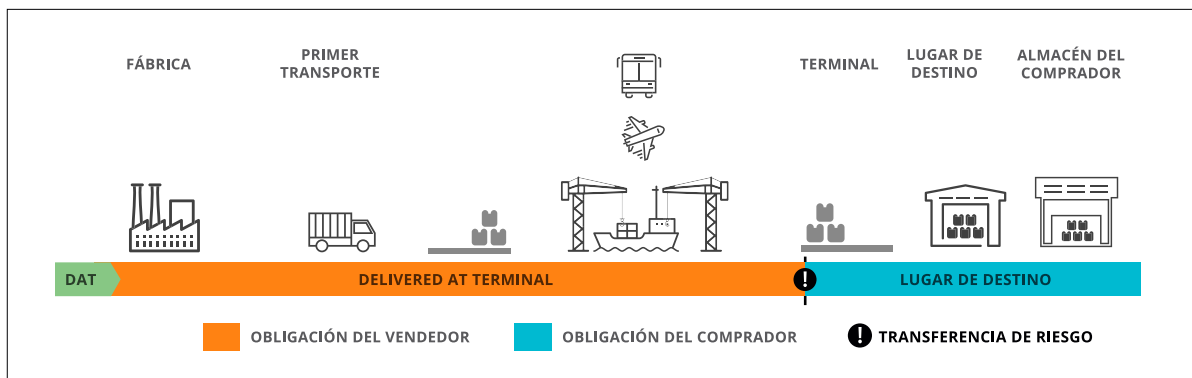 FÁBRICA
PRIMER
TRANSPORTE
TERMINAL
LUGAR DE
DESTINO
ALMACÉN DEL
COMPRADOR
DAT
DELIVERED AT TERMINAL
LUGAR DE DESTINO
OBLIGACIÓN DEL VENDEDOR
OBLIGACIÓN DEL COMPRADOR
TRANSFERENCIA DE RIESGO